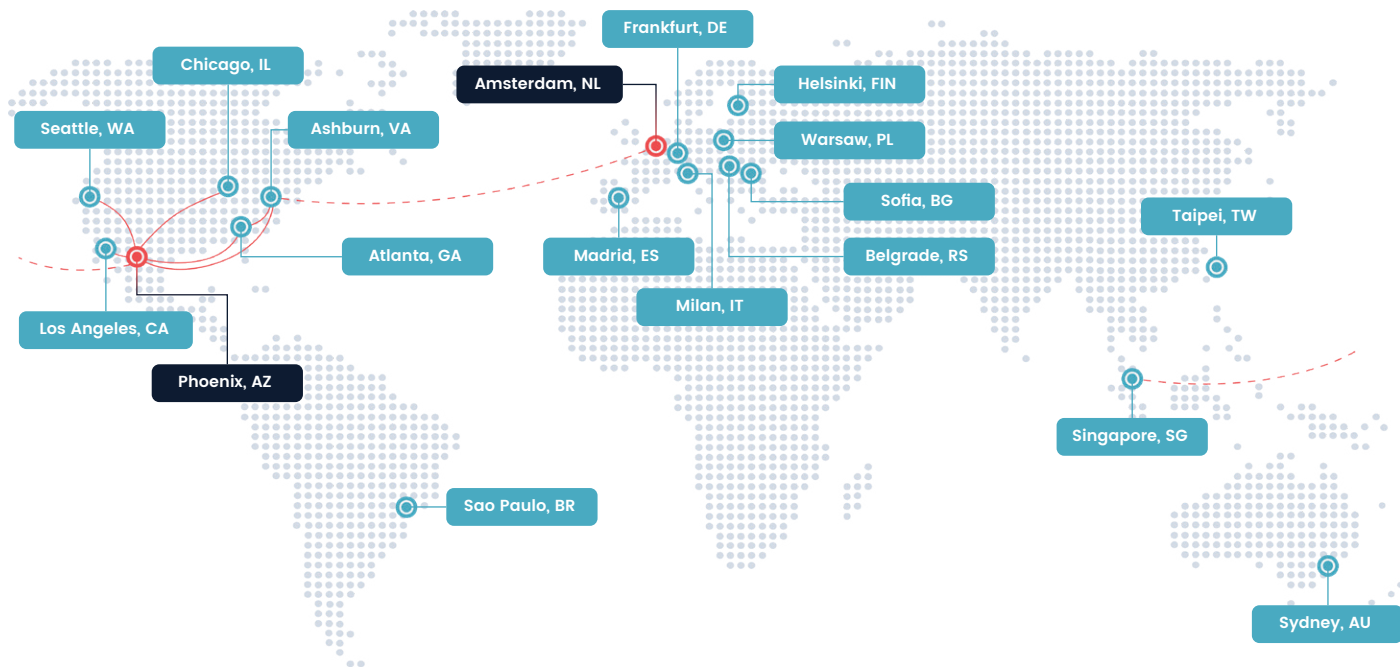 Frankfurt, DE
Chicago, IL
Amsterdam, NL
Helsinki, FIN
Seattle, WA
Ashburn, VA
Warsaw, PL
Sofia, BG
Taipei, TW
Atlanta, GA
Madrid, ES
Belgrade, RS
Milan, IT
Los Angeles, CA
Phoenix, AZ
Singapore, SG
Sao Paulo, BR
Sydney, AU